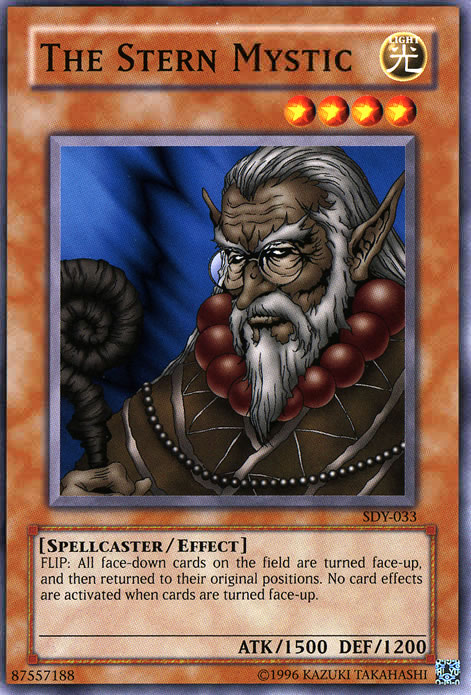 THE STERN MYSTIC
LIGHT
光
SDY-033
[SPELLCASTER/EFFECT]
FLIP: All face-down cards on the field are turned face-up,
and then returned to their original positions. No card effects
are activated when cards are turned face-up.
ATK/1500 DEF/1200
87557188
©1996 KAZUKI TAKAHASHI